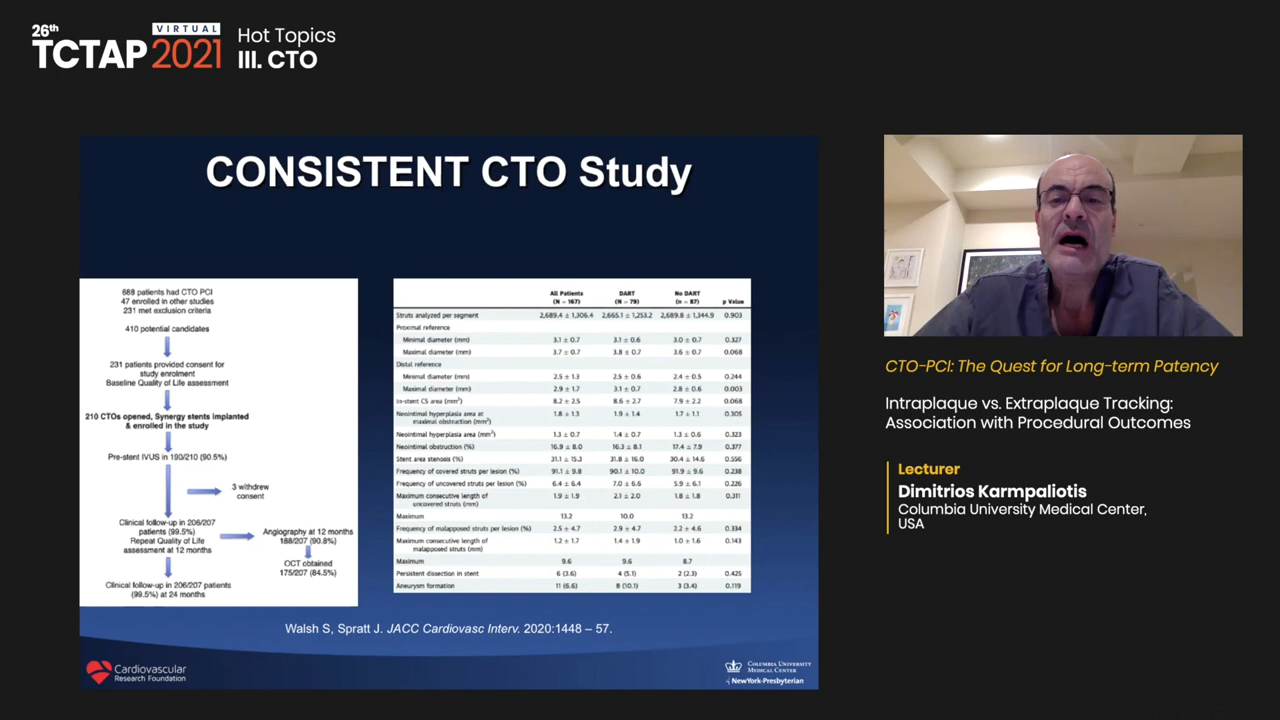 26th
VIRTUAL
TCTAP 2021
Hot Topics
III. CTO
CONSISTENT CTO Study
688 patients had CTO PCI
47 enrolled in other studies
231 met exclusion criteria
410 potential candidates
231 patients provided consent for
study enrolment
Baseline Quality of Life assessment
210 CTOs opened, Synergy stents implanted
& enrolled in the study
Pre-stent IVUS in 190/210 (90.5%)
3 withdrew
consent
Clinical follow-up in 206/207
patients (99.5%)
Repeat Quality of Life
assessment at 12 months
Angiography at 12 months
188/207 (90.8%)
OCT obtained
175/207 (84.5%)
Clinical follow-up in 206/207 patients
(99.5%) at 24 months
All Patients (N = 167) DART (N = 79) No DART (n = 87) p Value
Struts analyzed per segment 2,689.4 ± 1,306.4 2,665.1 ± 1,253.2 2,689.8 ± 1,344.9 0.903
Proximal reference
Minimal diameter (mm) 3.1 ± 0.7 3.1 ± 0.6 3.0 ± 0.7 0.327
Maximal diameter (mm) 3.7 ± 0.7 3.8 ± 0.7 3.6 ± 0.7 0.068
Distal reference
Minimal diameter (mm) 2.5 ± 1.3 2.5 ± 0.6 2.4 ± 0.5 0.244
Maximal diameter (mm) 2.9 ± 1.7 3.1 ± 0.7 2.8 ± 0.6 0.003
In-stent CS area (mm²) 8.2 ± 2.5 8.6 ± 2.7 7.9 ± 2.2 0.068
Neointimal hyperplasia area at
maximal obstruction (mm²) 1.8 ± 1.3 1.9 ± 1.4 1.7 ± 1.1 0.305
Neointimal hyperplasia area (mm²) 1.3 ± 0.7 1.4 ± 0.7 1.3 ± 0.6 0.323
Neointimal obstruction (%) 16.9 ± 8.0 16.3 ± 8.1 17.4 ± 7.9 0.377
Stent area stenosis (%) 31.1 ± 15.3 31.8 ± 16.0 30.4 ± 14.6 0.556
Frequency of covered struts per lesion (%) 91.1 ± 9.8 90.1 ± 10.0 91.9 ± 9.6 0.238
Frequency of uncovered struts per lesion (%) 6.4 ± 6.4 7.0 ± 6.6 5.9 ± 6.1 0.226
Maximum consecutive length of
uncovered struts (mm) 1.9 ± 1.9 2.1 ± 2.0 1.8 ± 1.8 0.311
Maximum 13.2 10.0 13.2
Frequency of malapposed struts per lesion (%) 2.5 ± 4.7 2.9 ± 4.7 2.2 ± 4.6 0.334
Maximum consecutive length of
malapposed struts (mm) 1.2 ± 1.7 1.4 ± 1.9 1.0 ± 1.6 0.143
Maximum 9.6 9.6 8.7
Persistent dissection in stent 6 (3.6) 4 (5.1) 2 (2.3) 0.425
Aneurysm formation 11 (6.6) 8 (10.1) 3 (3.4) 0.119
Walsh S, Spratt J. JACC Cardiovasc Interv. 2020:1448 – 57.
Cardiovascular
Research Foundation
COLUMBIA UNIVERSITY
MEDICAL CENTER
NewYork-Presbyterian
CTO-PCI: The Quest for Long-term Patency
Intraplaque vs. Extraplaque Tracking:
Association with Procedural Outcomes
Lecturer
Dimitrios Karmpaliotis
Columbia University Medical Center,
USA